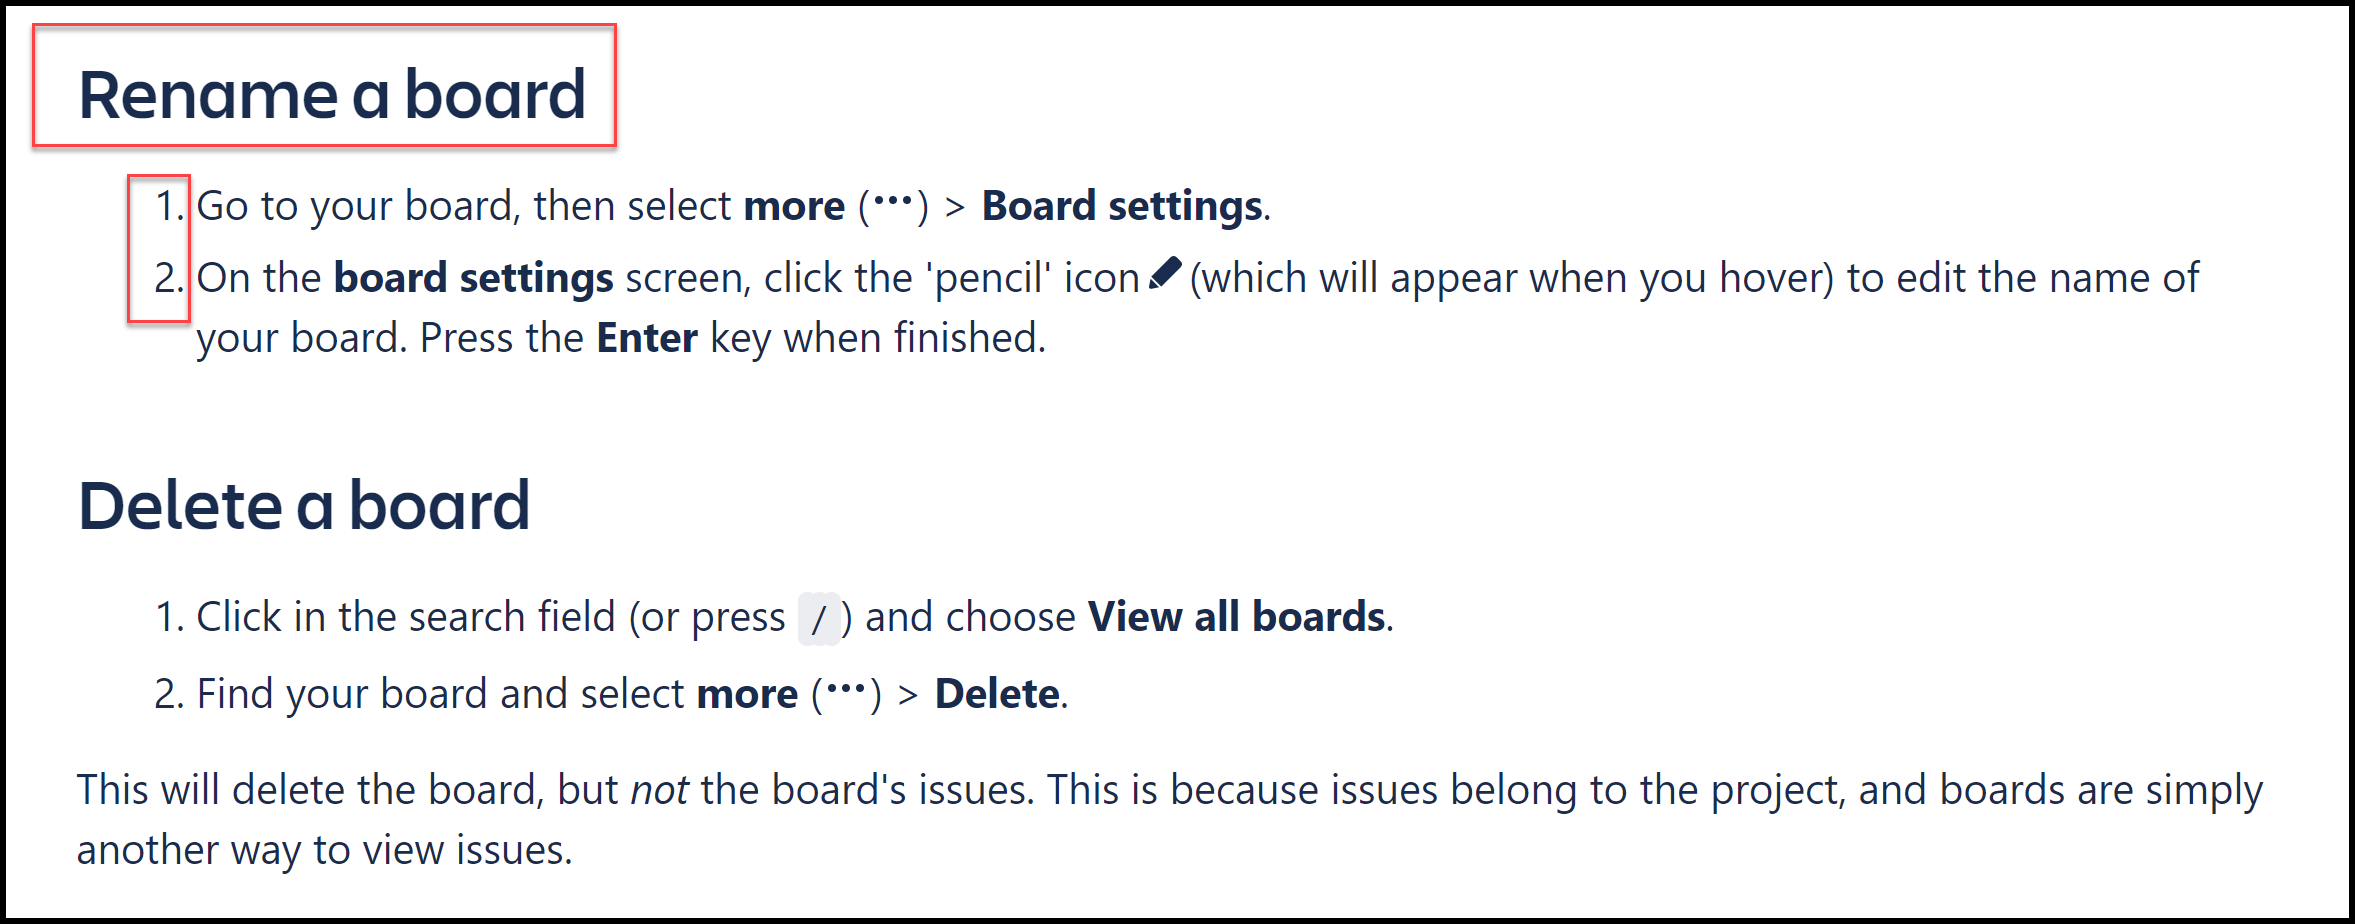 Rename a board
1. Go to your board, then select more (•••) > Board settings.
2. On the board settings screen, click the 'pencil' icon (which will appear when you hover) to edit the name of
your board. Press the Enter key when finished.
Delete a board
1. Click in the search field (or press /) and choose View all boards.
2. Find your board and select more (•••) > Delete.
This will delete the board, but not the board's issues. This is because issues belong to the project, and boards are simply
another way to view issues.